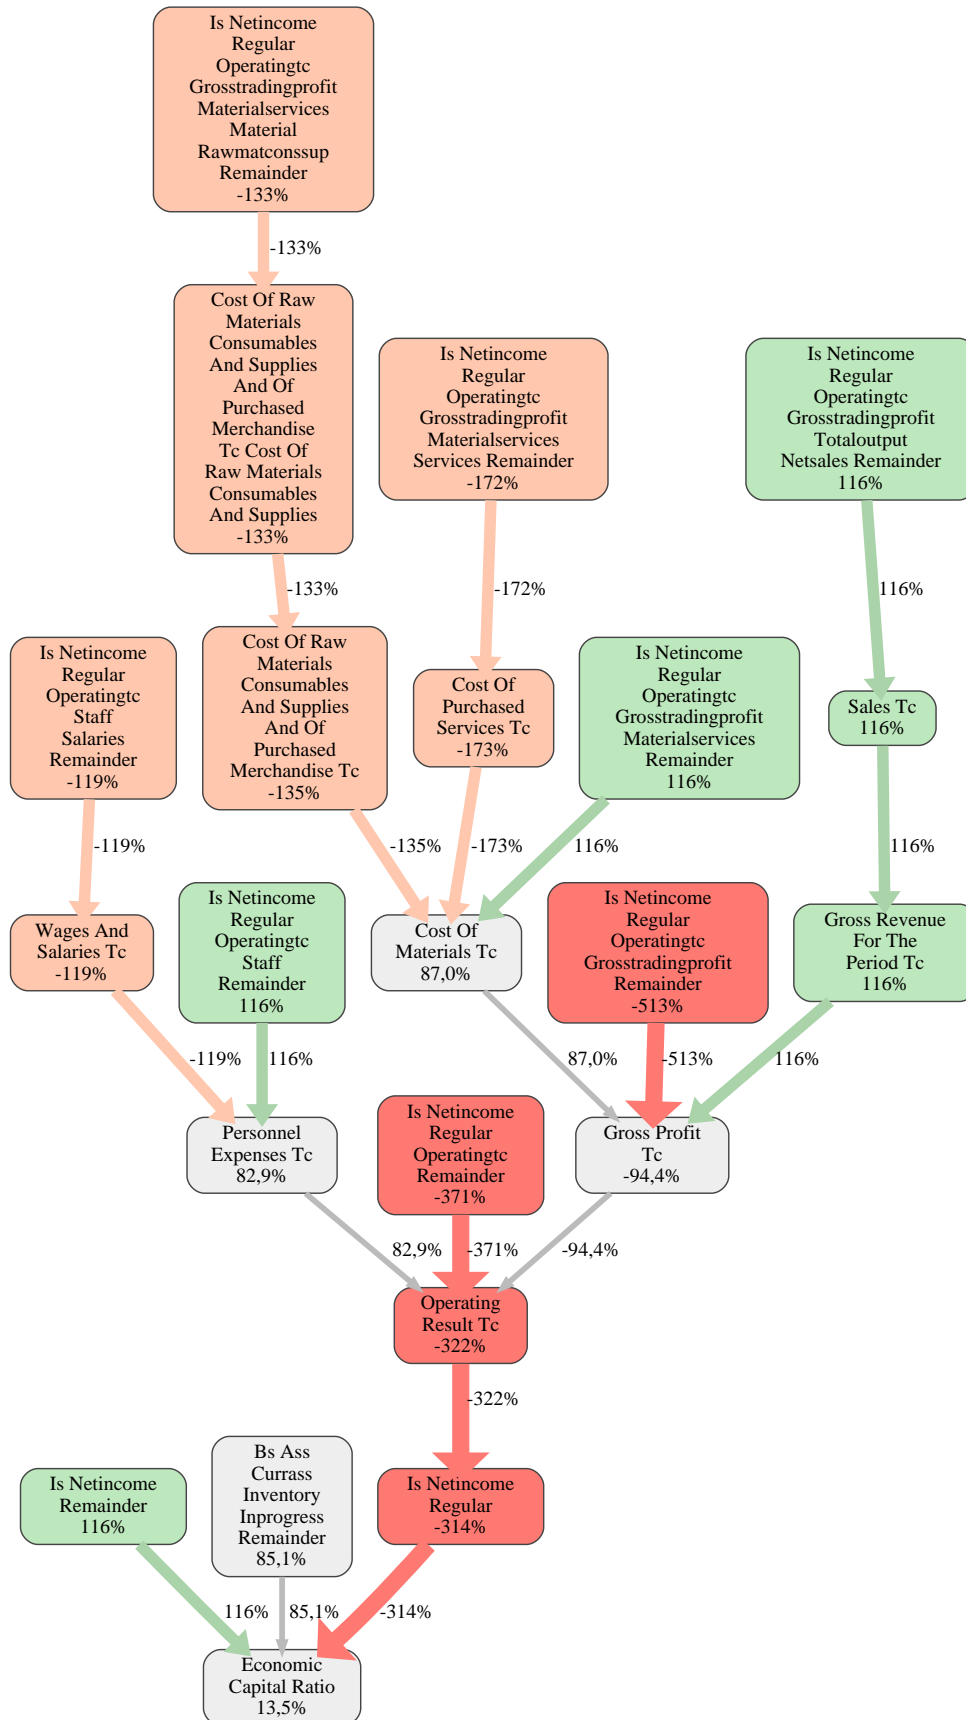 Is Netincome
Regular
Operatingtc
Grosstradingprofit
Materialservices
Material
Rawmatconssup
Remainder
-133%
-133%
Cost Of Raw
Materials
Consumables
And Supplies
And Of
Purchased
Merchandise
Tc Cost Of
Raw Materials
Consumables
And Supplies
-133%
Is Netincome
Regular
Operatingtc
Grosstradingprofit
Materialservices
Services Remainder
-172%
Is Netincome
Regular
Operatingtc
Grosstradingprofit
Totaloutput
Netsales Remainder
116%
-133%
-172%
116%
Is Netincome
Regular
Operatingtc
Staff
Salaries
Remainder
-119%
Cost Of Raw
Materials
Consumables
And Supplies
And Of
Purchased
Merchandise Tc
-135%
Cost Of
Purchased
Services Tc
-173%
Is Netincome
Regular
Operatingtc
Grosstradingprofit
Materialservices
Remainder
116%
Sales Tc
116%
-119%
-135%
-173%
116%
116%
Wages And
Salaries Tc
-119%
Is Netincome
Regular
Operatingtc
Staff
Remainder
116%
Cost Of
Materials Tc
87,0%
Is Netincome
Regular
Operatingtc
Grosstradingprofit
Remainder
-513%
Gross Revenue
For The
Period Tc
116%
-119%
116%
87,0%
-513%
116%
Personnel
Expenses Tc
82,9%
Is Netincome
Regular
Operatingtc
Remainder
-371%
Gross Profit
Tc
-94,4%
82,9%
-371%
-94,4%
Operating
Result Tc
-322%
-322%
Is Netincome
Remainder
116%
Bs Ass
Currass
Inventory
Inprogress
Remainder
85,1%
Is Netincome
Regular
-314%
116%
85,1%
-314%
Economic
Capital Ratio
13,5%